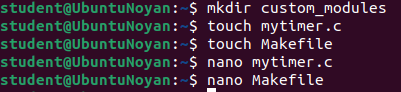 student@UbuntuNoyan:~$ mkdir custom_modules
student@UbuntuNoyan:~$ touch mytimer.c
student@UbuntuNoyan:~$ touch Makefile
student@UbuntuNoyan:~$ nano mytimer.c
student@UbuntuNoyan:~$ nano Makefile